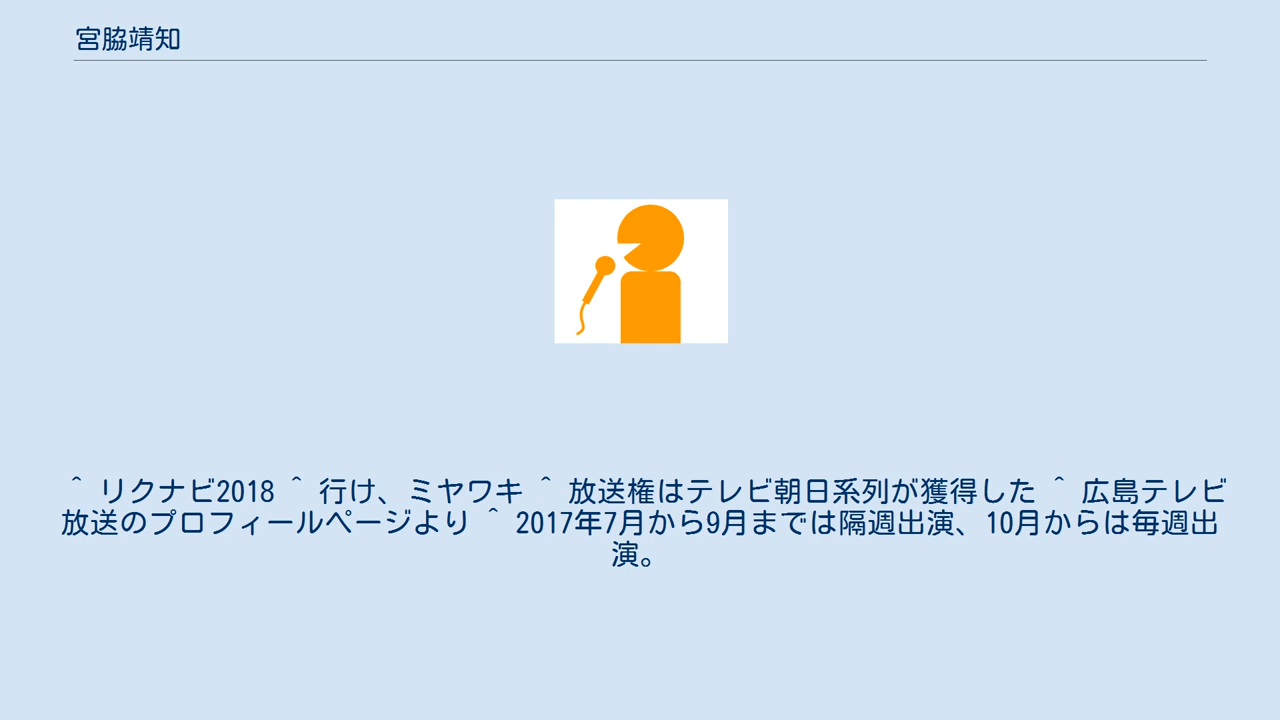 宮脇靖知
^ リクナビ2018 ^ 行け、ミヤワキ ^ 放送権はテレビ朝日系列が獲得した ^ 広島テレビ
放送のプロフィールページより ^ 2017年7月から9月までは隔週出演、10月からは毎週出
演。